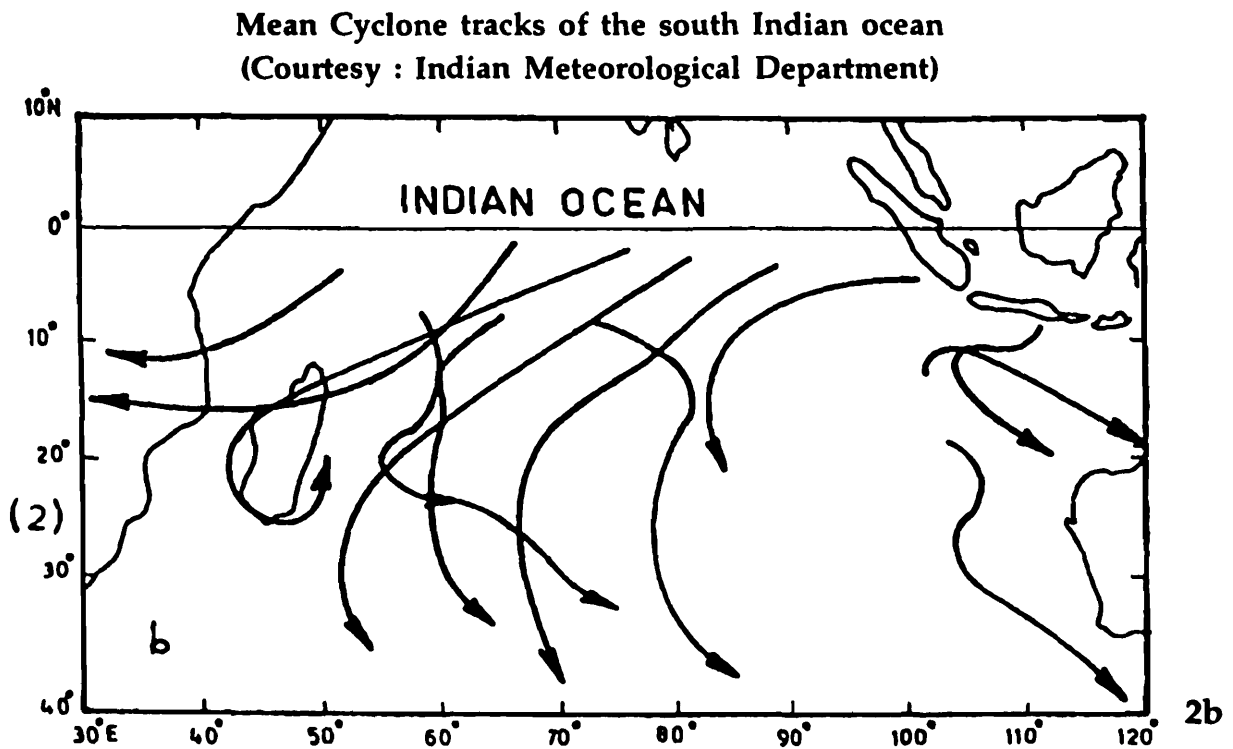 Mean Cyclone tracks of the south Indian ocean
(Courtesy : Indian Meteorological Department)
10°N
INDIAN OCEAN
0°
10°
20°
(2)
30°
b
40°
30°E 40° 50° 60° 70° 80° 90° 100° 110° 120°
2b